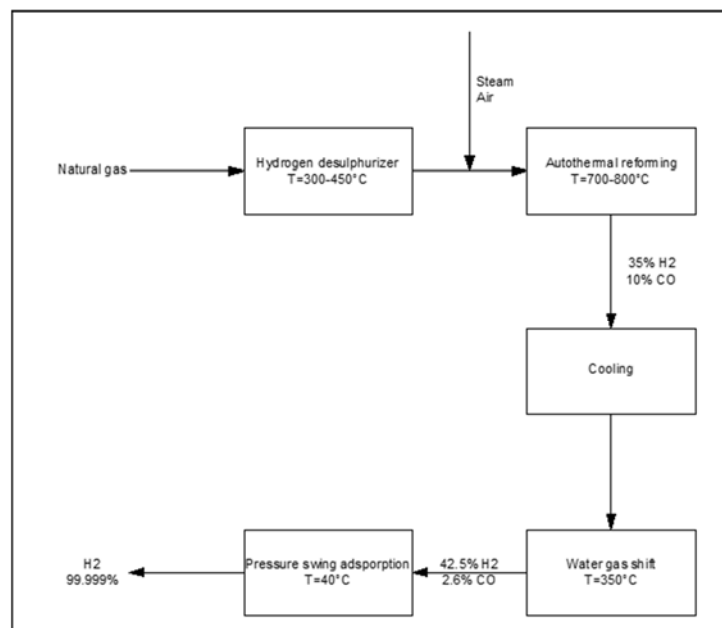 Steam
Air
Natural gas
Hydrogen desulphurizer
T=300-450°C
Autothermal reforming
T=700-800°C
35% H2
10% CO
Cooling
H2
99.999%
Pressure swing adsporption
T=40°C
42.5% H2
2.6% CO
Water gas shift
T=350°C